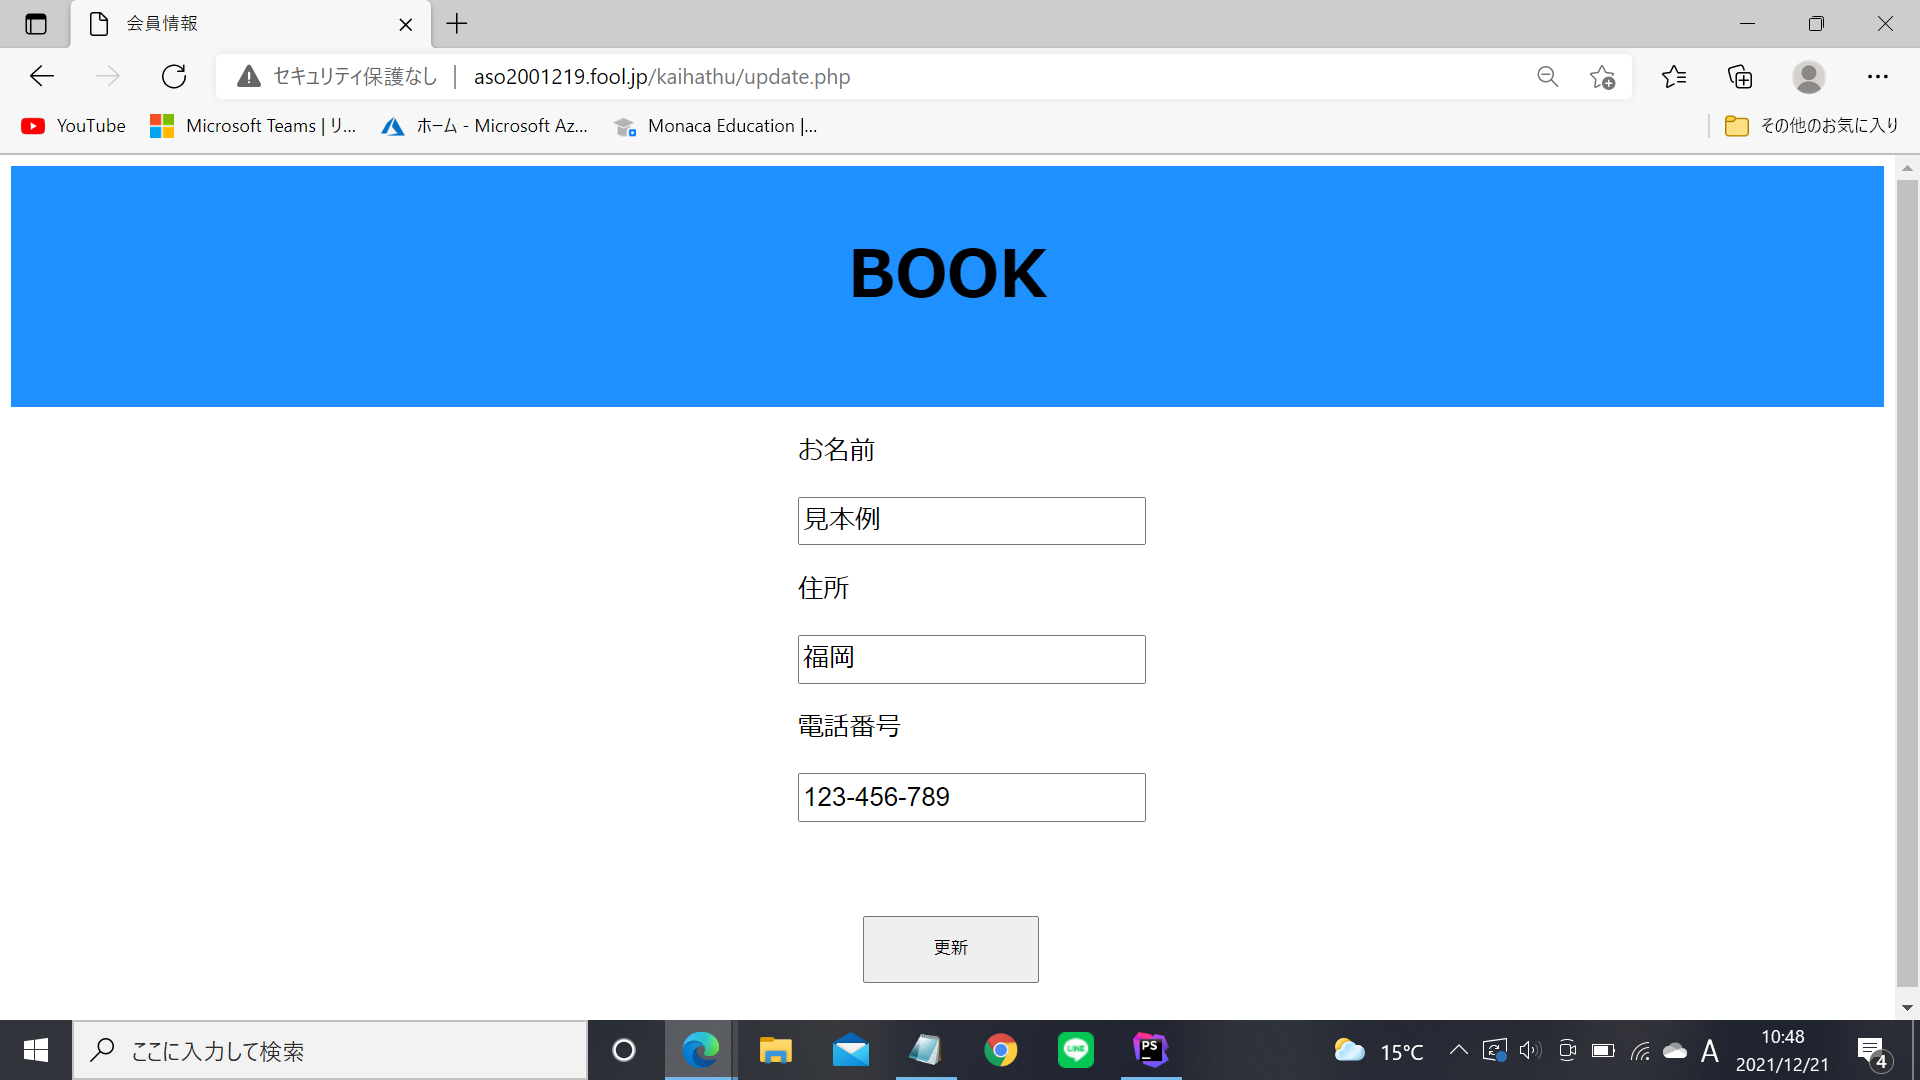 会員情報
セキュリティ保護なし | aso2001219.fool.jp/kaihathu/update.php
YouTube Microsoft Teams | リ... ホーム - Microsoft Az... Monaca Education |... その他のお気に入り
BOOK
お名前
見本例
住所
福岡
電話番号
123-456-789
更新
ここに入力して検索 LINE PS 15°C A 10:48
2021/12/21 4